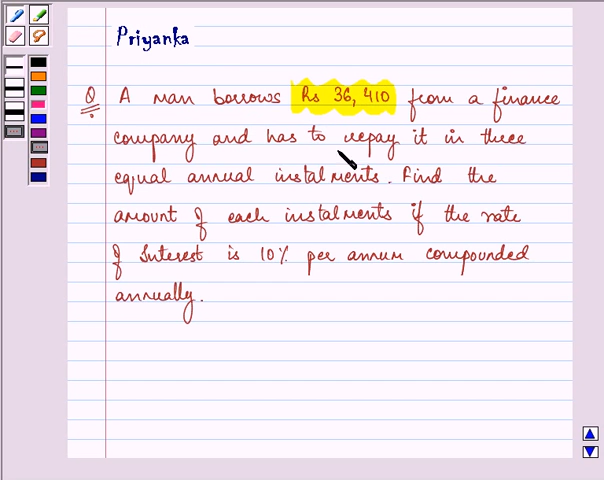 Priyanka
Q A man borrows Rs 36,410 from a finance
company and has to repay it in three
equal annual instalments. Find the
amount of each instalments if the rate
of Interest is 10% per annum compounded
annually.